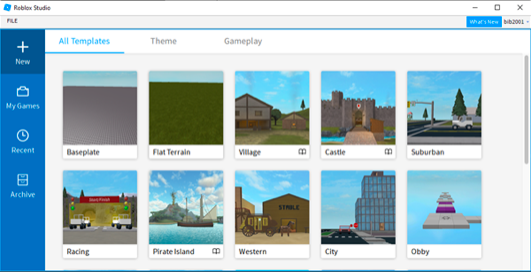 Roblox Studio
FILE
What's New
bib2001
All Templates
Theme
Gameplay
New
My Games
Recent
Archive
Baseplate
Flat Terrain
Village
Castle
Suburban
STABLE
Racing
Pirate Island
Western
City
Obby